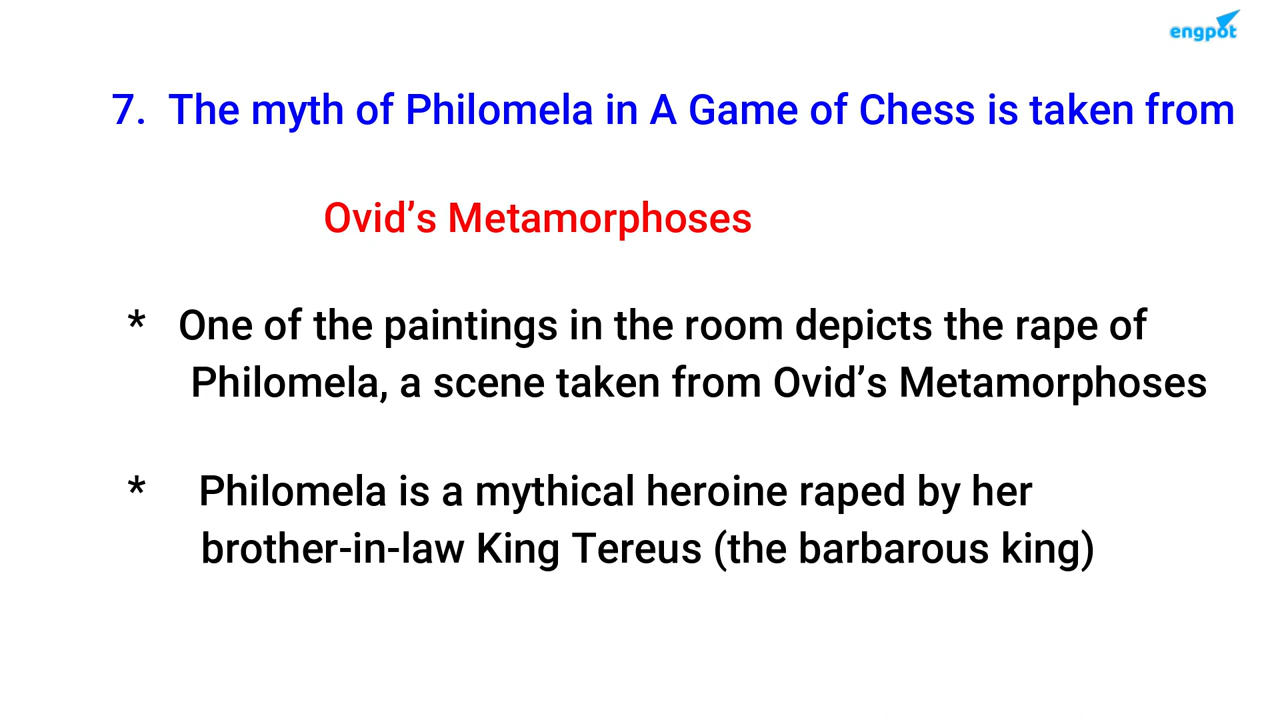 engpot
7. The myth of Philomela in A Game of Chess is taken from
Ovid’s Metamorphoses
* One of the paintings in the room depicts the rape of
Philomela, a scene taken from Ovid’s Metamorphoses
* Philomela is a mythical heroine raped by her
brother-in-law King Tereus (the barbarous king)